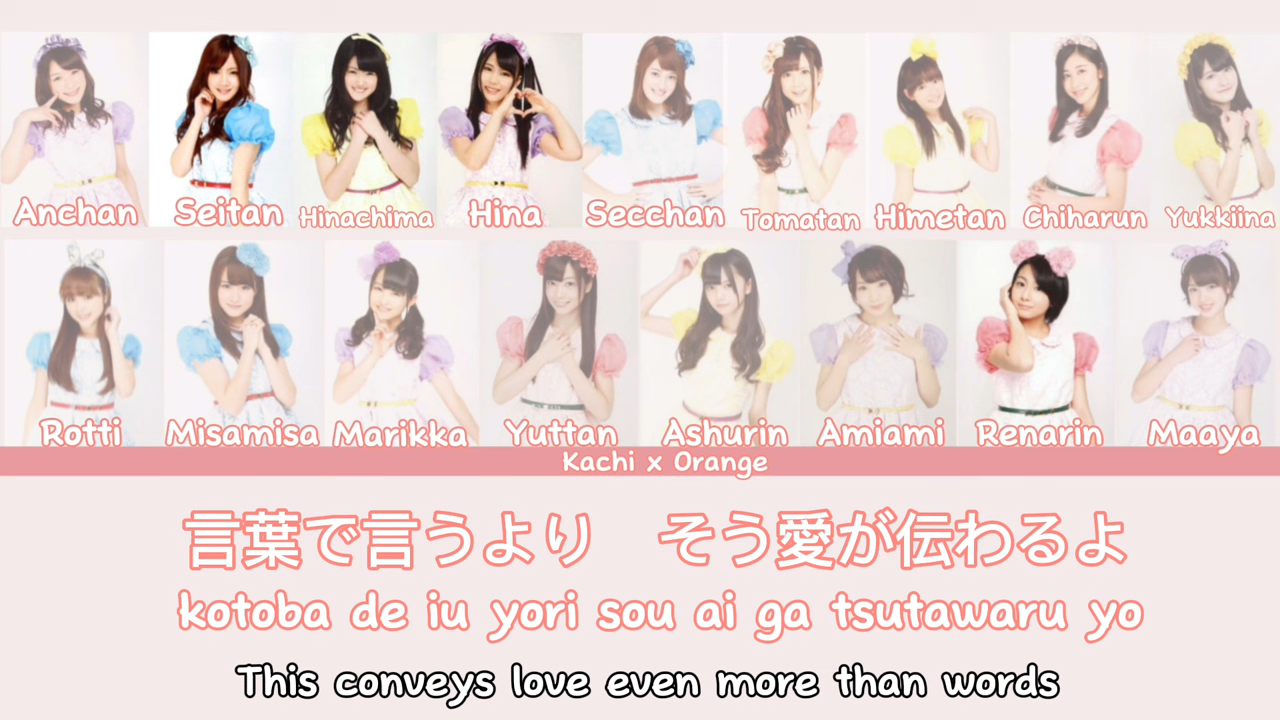 Anchan Seitan Hinachima Hina Secchan Tomatan Himetan Chiharun Yukkiina
Rotti Misamisa Marikka Yuttan Ashurin Amiami Renarin Maaya
Kachi x Orange
言葉で言うより　そう愛が伝わるよ
kotoba de iu yori sou ai ga tsutawaru yo
This conveys love even more than words